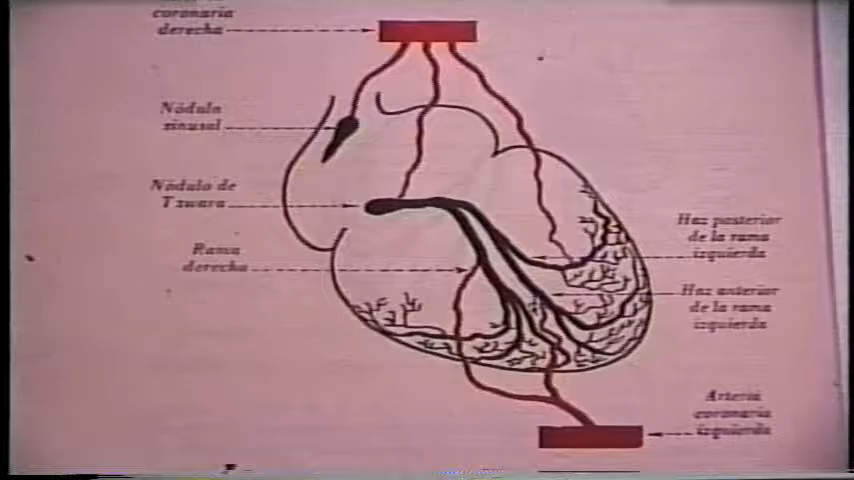 coronaria
derecha
Nódulo
sinusal
Nódulo de
Tawara
Rama
derecha
Haz posterior
de la rama
izquierda
Haz anterior
de la rama
izquierda
Arteria
coronaria
izquierda